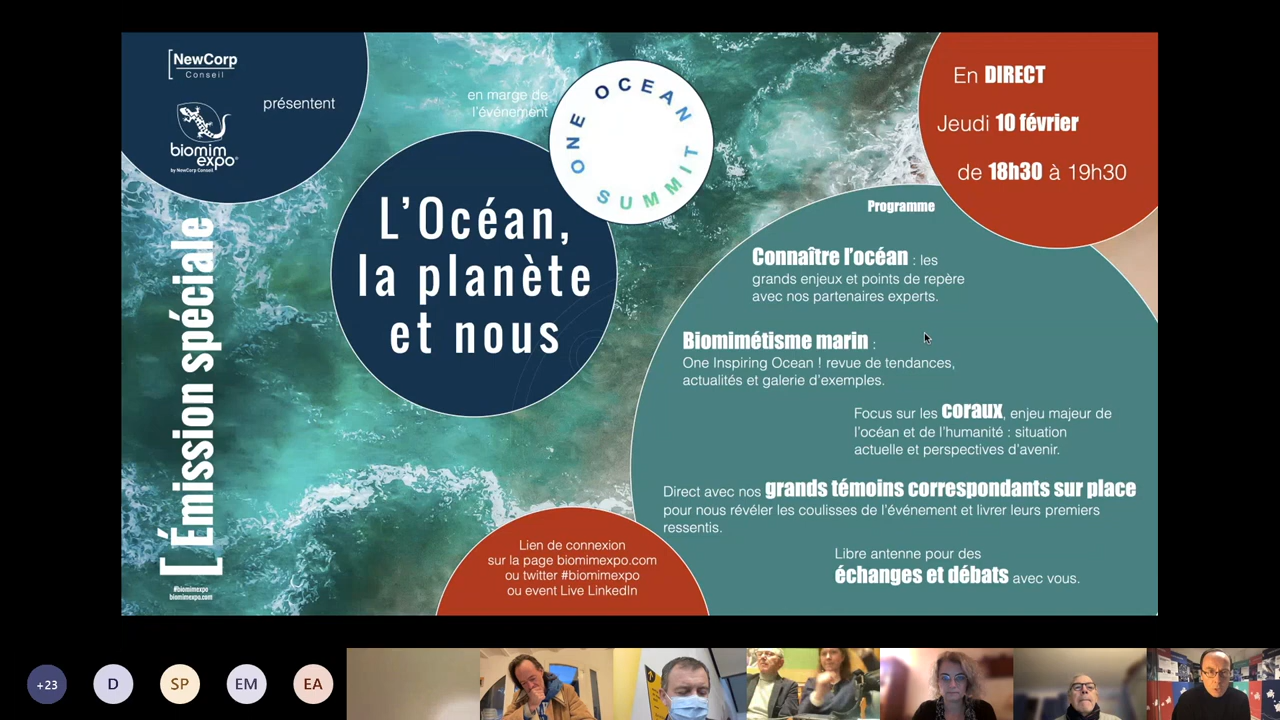 [NewCorp
Conseil
présentent
biomim
expo
by NewCorp Conseil
[ Émission spéciale
#biomimexpo
biomimexpo.com
en marge de
l'événement
ONE OCEAN
SUMMIT
L'Océan,
la planète
et nous
En DIRECT
Jeudi 10 février
de 18h30 à 19h30
Programme
Connaître l'océan : les
grands enjeux et points de repère
avec nos partenaires experts.
Biomimétisme marin :
One Inspiring Ocean ! revue de tendances,
actualités et galerie d'exemples.
Focus sur les coraux, enjeu majeur de
l'océan et de l'humanité : situation
actuelle et perspectives d'avenir.
Direct avec nos grands témoins correspondants sur place
pour nous révéler les coulisses de l'événement et livrer leurs premiers
ressentis.
Libre antenne pour des
échanges et débats avec vous.
Lien de connexion
sur la page biomimexpo.com
ou twitter #biomimexpo
ou event Live LinkedIn
+23
D
SP
EM
EA